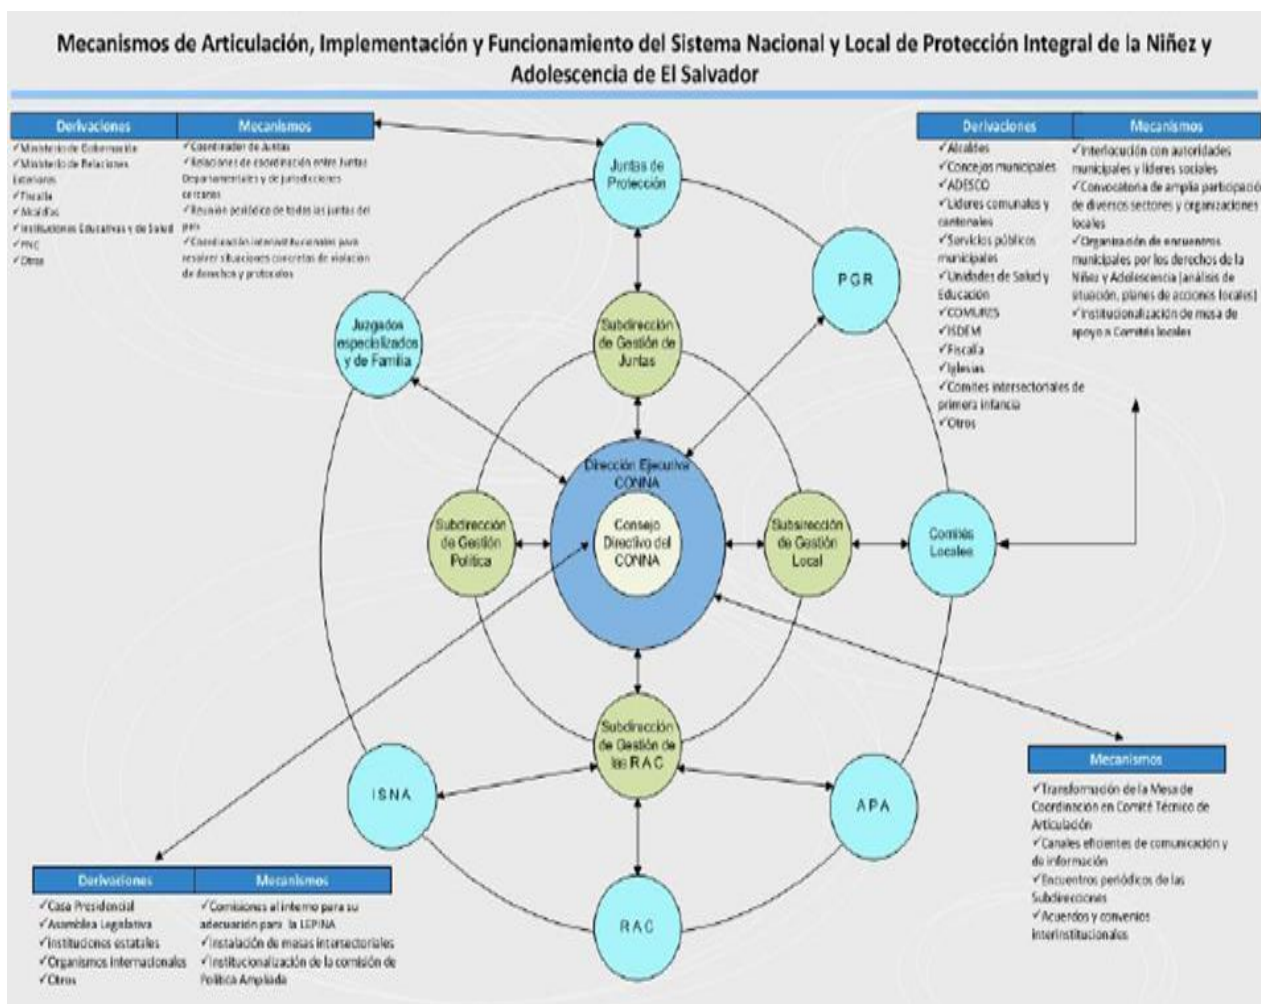 Mecanismos de Articulación, Implementación y Funcionamiento del Sistema Nacional y Local de Protección Integral de la Niñez y
Adolescencia de El Salvador
Derivaciones
✓Ministerio de Gobernación
✓Ministerio de Relaciones
Exteriores
✓Fiscalía
✓Alcaldías
✓Instituciones Educativas y de Salud
✓PNC
✓Otros
Mecanismos
✓Coordinador de Juntas
✓Relaciones de coordinación entre Juntas
Departamentales y de jurisdicciones
cercanas
✓Reunión periódica de todas las juntas del
país
✓Coordinación interinstitucionales para
resolver situaciones concretas de violación
de derechos y protocolos
Derivaciones
✓Alcaldes
✓Concejos municipales
✓ADESCO
✓Líderes comunales y
cantonales
✓Servicios públicos
municipales
✓Unidades de Salud y
Educación
✓COMURES
✓ISDEM
✓Fiscalía
✓Iglesias
✓Comites intersectoriales de
primera infancia
✓Otros
Mecanismos
✓Interlocución con autoridades
municipales y líderes sociales
✓Convocatoria de amplia participació
de diversos sectores y organizaciones
locales
✓Organización de encuentros
municipales por los derechos de la
Niñez y Adolescencia (análisis de
situación, planes de acciones locales)
✓Institucionalización de mesa de
apoyo a Comités locales
Juntas de
Protección
PGR
Juzgados
especializados
y de Familia
Subdirección
de Gestión de
Juntas
Dirección Ejecutiva
CONNA
Consejo
Directivo del
CONNA
Subdirección
de Gestión
Política
Subsirección
de Gestión
Local
Comités
Locales
Subdirección
de Gestión de
las RAC
ISNA
APA
RAC
Derivaciones
✓Casa Presidencial
✓Asamblea Legislativa
✓Instituciones estatales
✓Organismos Internacionales
✓Otros
Mecanismos
✓Comisiones al interno para su
adecuación para la LEPINA
✓Instalación de mesas intersectoriales
✓Institucionalización de la comisión de
Política Ampliada
Mecanismos
✓Transformación de la Mesa de
Coordinacion en Comité Técnico de
Articulación
✓Canales eficientes de comunicación y
de información
✓Encuentros periódicos de las
Subdirecciones
✓Acuerdos y convenios
interinstitucionales